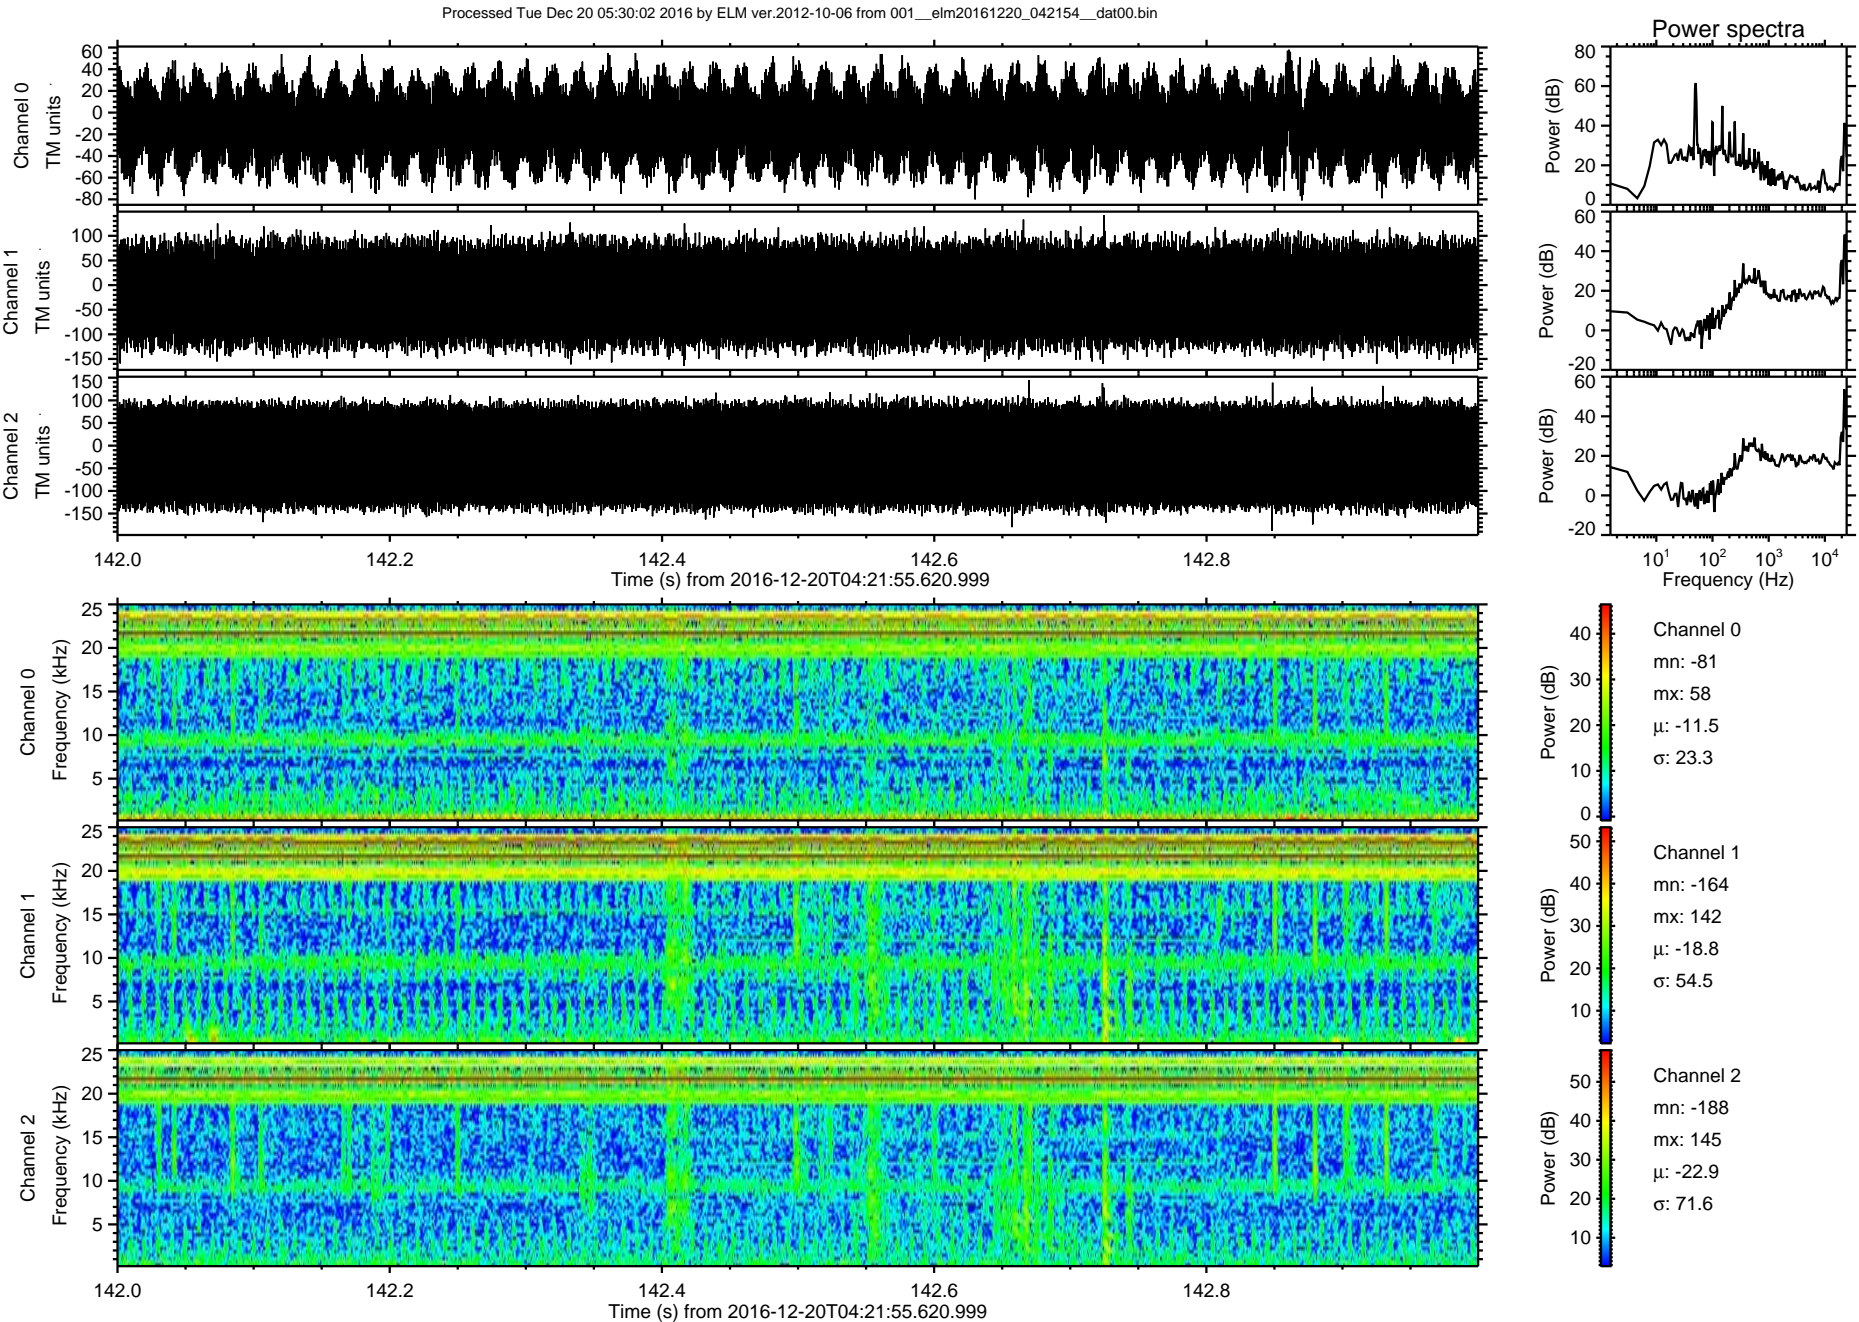 Processed Tue Dec 20 05:30:02 2016 by ELM ver.2012-10-06 from 001__elm20161220_042154__dat00.bin
Power spectra
Channel 0
TM units
60
40
20
0
-20
-40
-60
-80
Power (dB)
80
60
40
20
0
Channel 1
TM units
100
50
0
-50
-100
-150
Power (dB)
60
40
20
0
-20
Channel 2
TM units
150
100
50
0
-50
-100
-150
Power (dB)
60
40
20
0
-20
142.0 142.2 142.4 142.6 142.8
Time (s) from 2016-12-20T04:21:55.620.999
10^1 10^2 10^3 10^4
Frequency (Hz)
Channel 0
Frequency (kHz)
25
20
15
10
5
Power (dB)
40
30
20
10
0
Channel 0
mn: -81
mx: 58
μ: -11.5
σ: 23.3
Channel 1
Frequency (kHz)
25
20
15
10
5
Power (dB)
50
40
30
20
10
Channel 1
mn: -164
mx: 142
μ: -18.8
σ: 54.5
Channel 2
Frequency (kHz)
25
20
15
10
5
Power (dB)
50
40
30
20
10
Channel 2
mn: -188
mx: 145
μ: -22.9
σ: 71.6
142.0 142.2 142.4 142.6 142.8
Time (s) from 2016-12-20T04:21:55.620.999